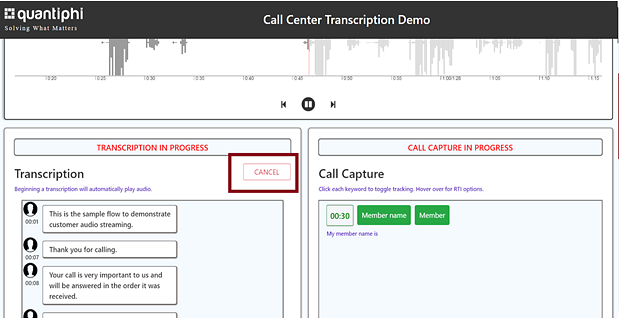 quantiphi
Solving What Matters
Call Center Transcription Demo
0:20 0:25 0:30 0:35 0:40 0:45 0:50 0:55 1:00/1:26 1:05 1:10 1:15
TRANSCRIPTION IN PROGRESS
Transcription
CANCEL
Beginning a transcription will automatically play audio.
00:01
This is the sample flow to demonstrate
customer audio streaming.
00:07
Thank you for calling.
00:08
Your call is very important to us and
will be answered in the order it was
received.
CALL CAPTURE IN PROGRESS
Call Capture
Click each keyword to toggle tracking. Hover over for RTI options.
00:30 Member name Member
My member name is